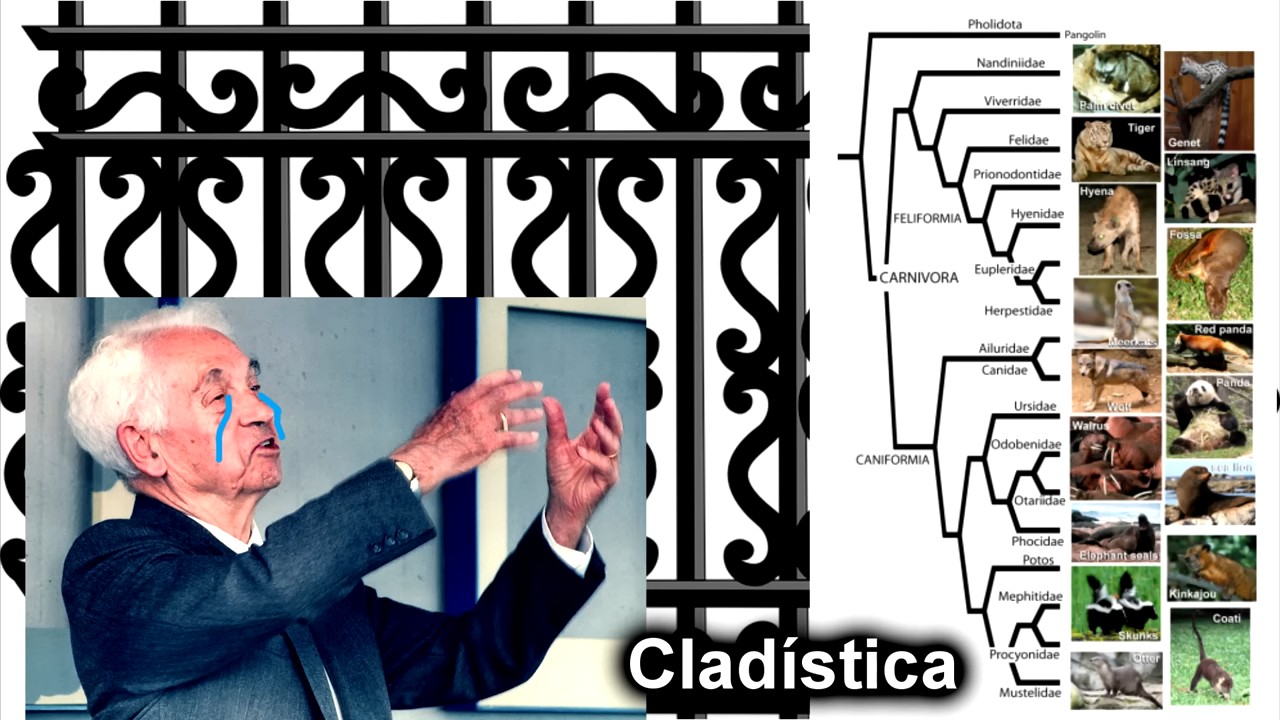 Pholidota
Pangolin
Nandiniidae
Palm civet
Viverridae
Tiger
Genet
Felidae
Linsang
Prionodontidae
Hyena
FELIFORMIA
Hyenidae
Fossa
Eupleridae
CARNIVORA
Herpestidae
Red panda
Meerkats
Ailuridae
Canidae
Panda
Wolf
Ursidae
Walrus
Odobenidae
CANIFORMIA
sea lion
Otariidae
Phocidae
Elephant seals
Potos
Kinkajou
Mephitidae
Coati
Skunks
Procyonidae
Otter
Mustelidae
Cladística